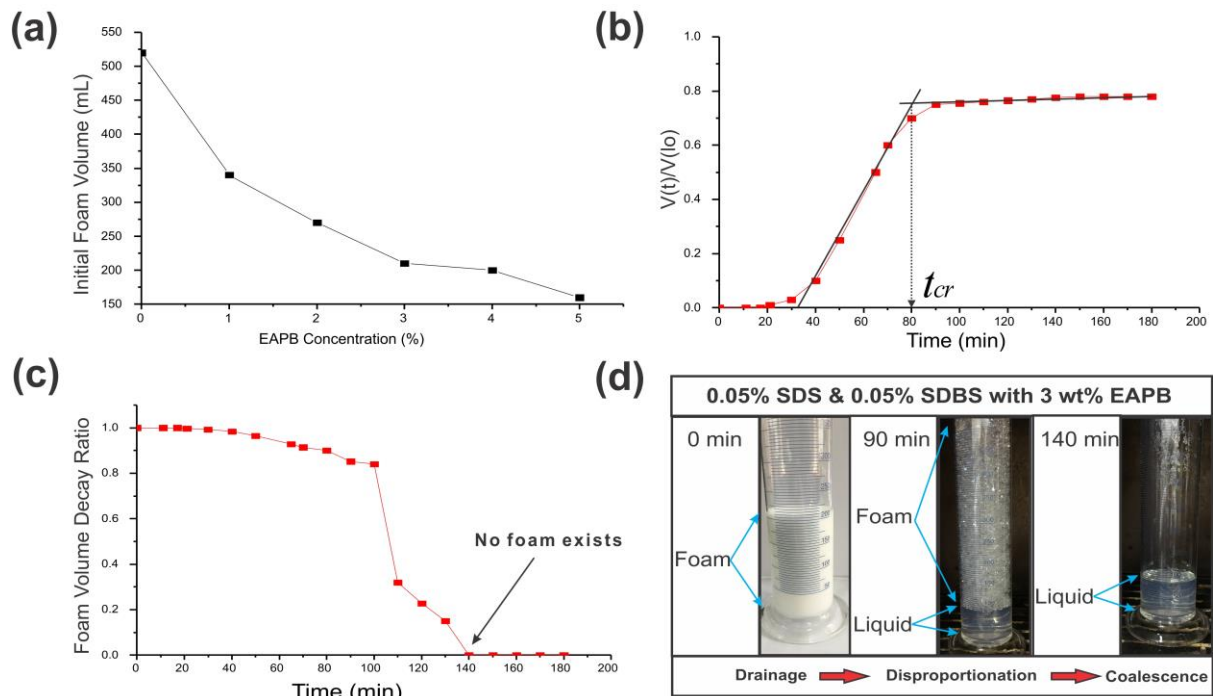 (a)
Initial Foam Volume (mL)
550
500
450
400
350
300
250
200
150
0 1 2 3 4 5
EAPB Concentration (%)
(b)
V(t)/V(lo)
1.0
0.8
0.6
0.4
0.2
0.0
tcr
0 20 40 60 80 100 120 140 160 180 200
Time (min)
(c)
Foam Volume Decay Ratio
1.0
0.8
0.6
0.4
0.2
0.0
No foam exists
0 20 40 60 80 100 120 140 160 180 200
Time (min)
(d)
0.05% SDS & 0.05% SDBS with 3 wt% EAPB
0 min 90 min 140 min
Foam
Foam
Liquid
Liquid
Drainage Disproportionation Coalescence